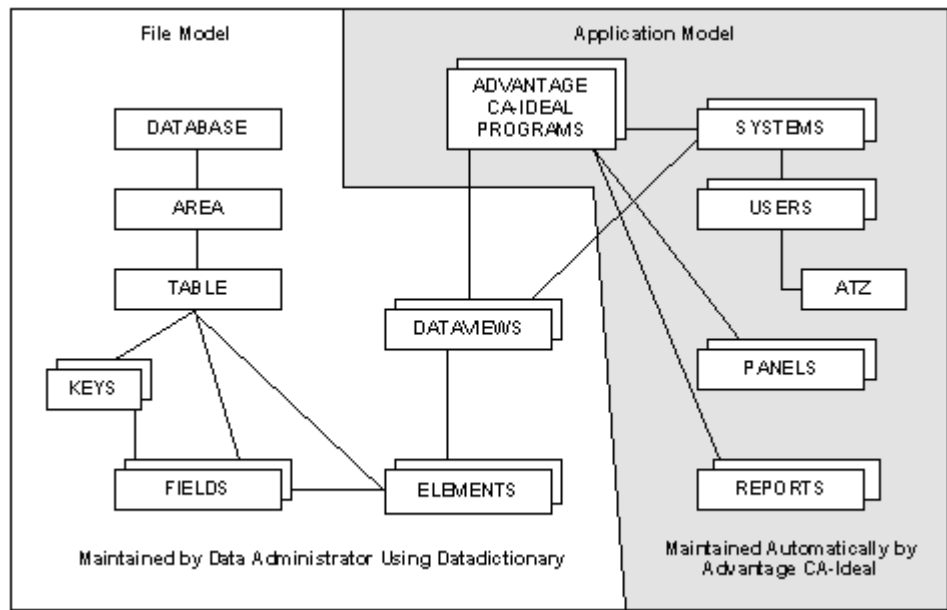 File Model
Application Model
ADVANTAGE
CA-IDEAL
PROGRAMS
DATABASE
SYSTEMS
AREA
USERS
TABLE
ATZ
DATAVIEWS
KEYS
PANELS
FIELDS
ELEMENTS
REPORTS
Maintained by Data Administrator Using Datadictionary
Maintained Automatically by
Advantage CA-Ideal